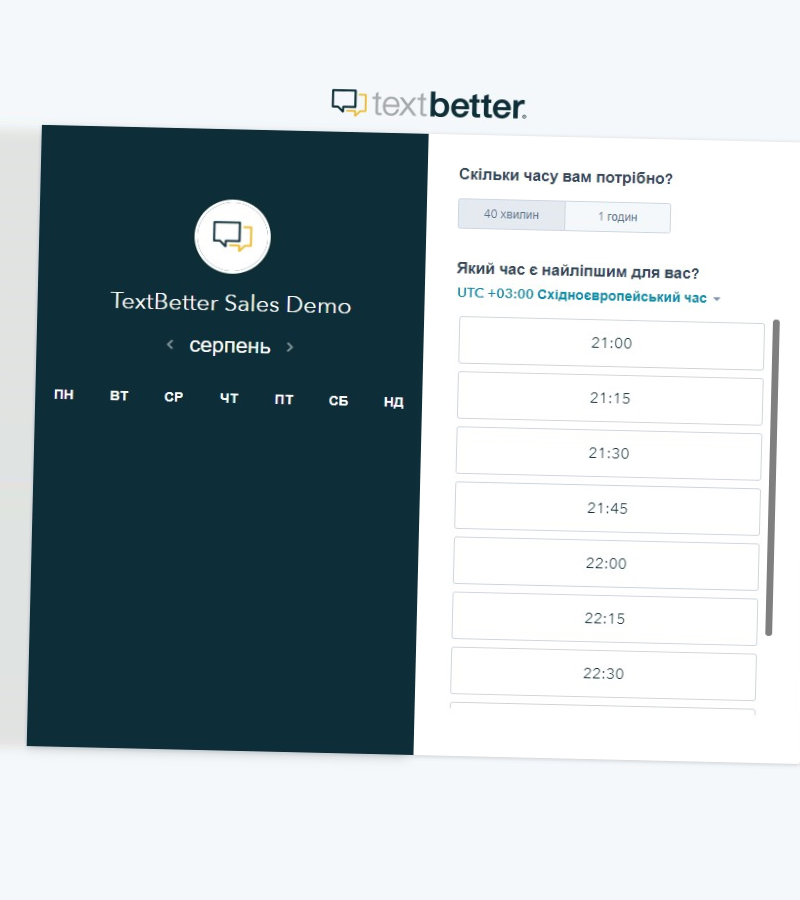 textbetter.
TextBetter Sales Demo
серпень
ПН ВТ СР ЧТ ПТ СБ НД
Скільки часу вам потрібно?
40 хвилин 1 годин
Який час є найліпшим для вас?
UTC +03:00 Східноєвропейський час
21:00
21:15
21:30
21:45
22:00
22:15
22:30